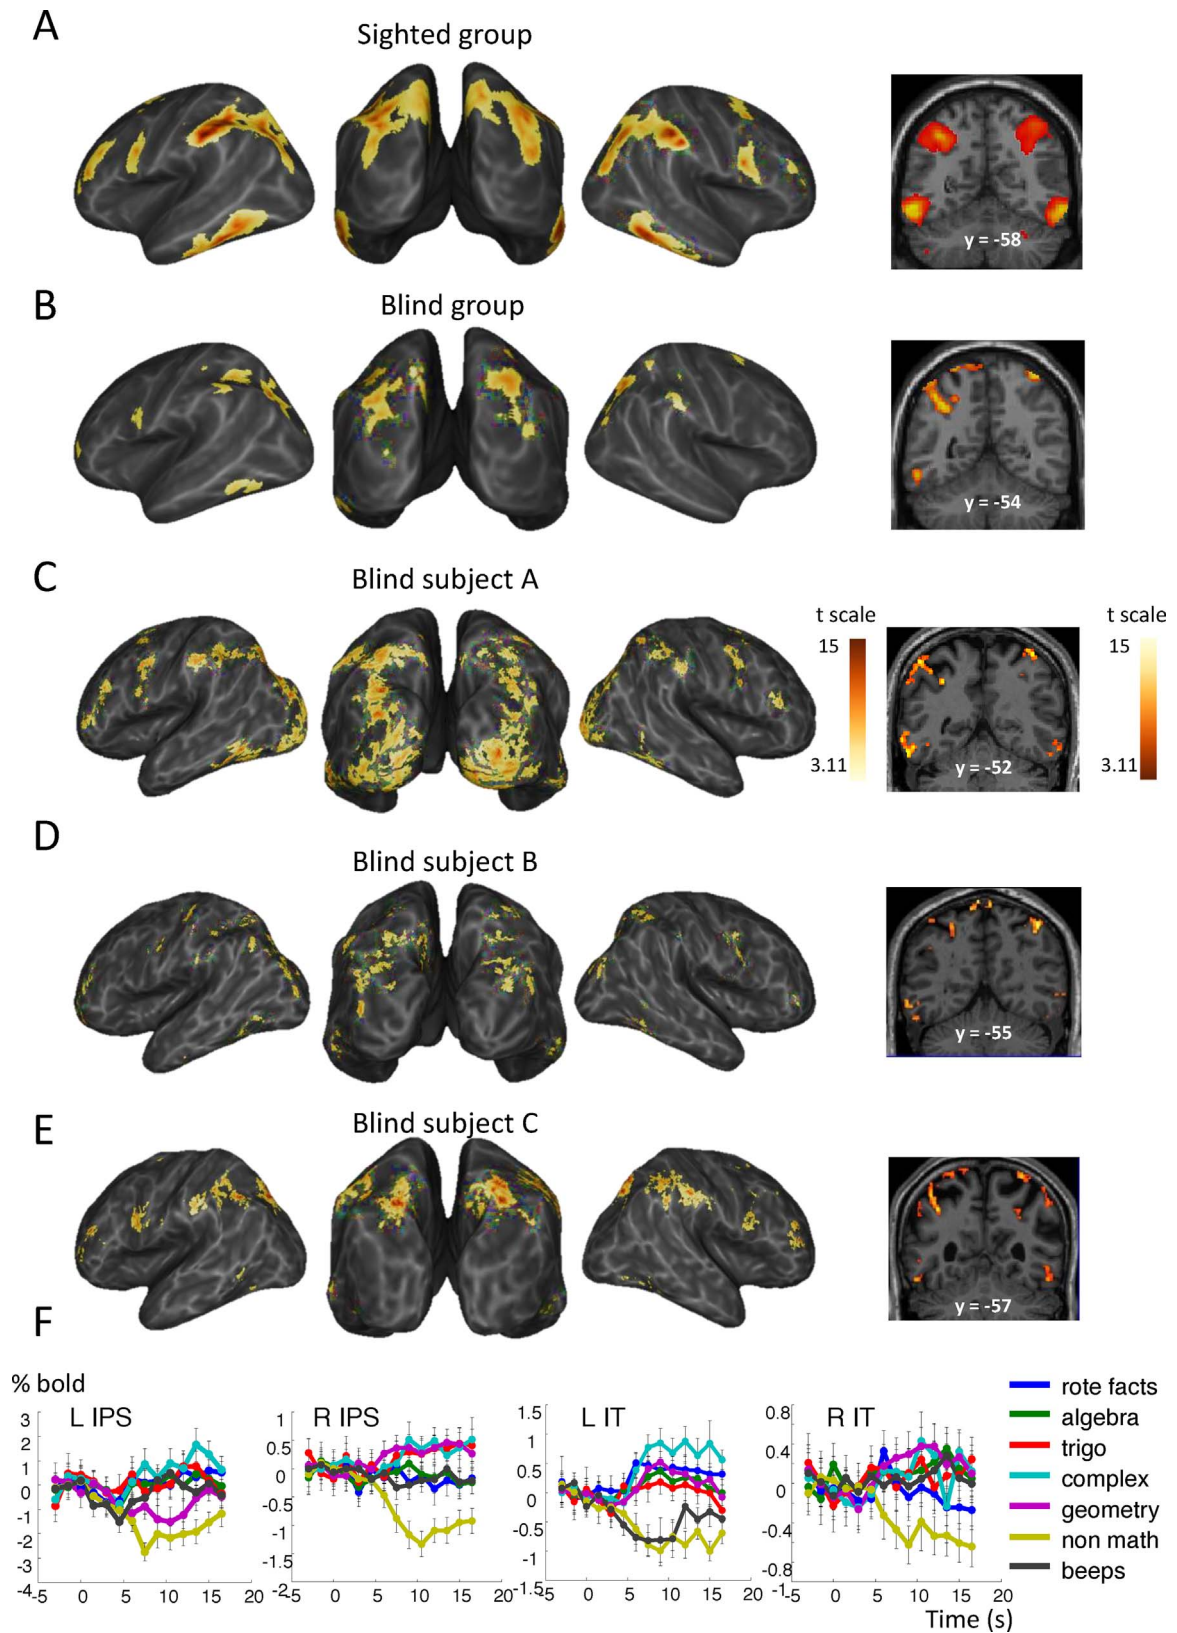 A
Sighted group
y = -58
B
Blind group
y = -54
C
Blind subject A
t scale
15
3.11
t scale
15
3.11
y = -52
D
Blind subject B
y = -55
E
Blind subject C
y = -57
F
% bold
L IPS
3
2
1
0
-1
-2
-3
-4
-5 0 5 10 15 20
R IPS
1
0.5
0
-0.5
-1
-1.5
-2
-5 0 5 10 15 20
L IT
1.5
1
0.5
0
-0.5
-1
-1.5
-5 0 5 10 15 20
R IT
0.8
0.4
0
-0.4
-0.8
-1
-5 0 5 10 15 20
Time (s)
rote facts
algebra
trigo
complex
geometry
non math
beeps